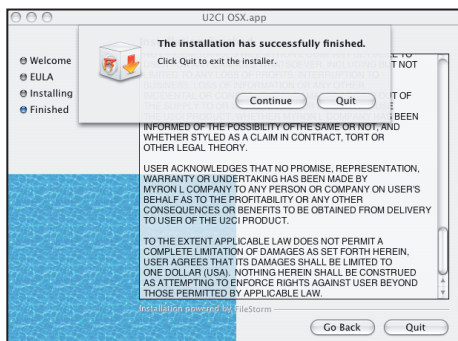 U2CI OSX.app
The installation has successfully finished.
Click Quit to exit the installer.
Continue
Quit
Welcome
EULA
Installing
Finished
NOT
OF
BEEN
INFORMED OF THE POSSIBILITY OFTHE SAME OR NOT, AND
WHETHER STYLED AS A CLAIM IN CONTRACT, TORT OR
OTHER LEGAL THEORY.
USER ACKNOWLEDGES THAT NO PROMISE, REPRESENTATION,
WARRANTY OR UNDERTAKING HAS BEEN MADE BY
MYRON L COMPANY TO ANY PERSON OR COMPANY ON USER'S
BEHALF AS TO THE PROFITABILITY OR ANY OTHER
CONSEQUENCES OR BENEFITS TO BE OBTAINED FROM DELIVERY
TO USER OF THE U2CI PRODUCT.
TO THE EXTENT APPLICABLE LAW DOES NOT PERMIT A
COMPLETE LIMITATION OF DAMAGES AS SET FORTH HEREIN,
USER AGREES THAT ITS DAMAGES SHALL BE LIMITED TO
ONE DOLLAR (USA). NOTHING HEREIN SHALL BE CONSTRUED
AS ATTEMPTING TO ENFORCE RIGHTS AGAINST USER BEYOND
THOSE PERMITTED BY APPLICABLE LAW.
Installation powered by FileStorm
Go Back
Quit